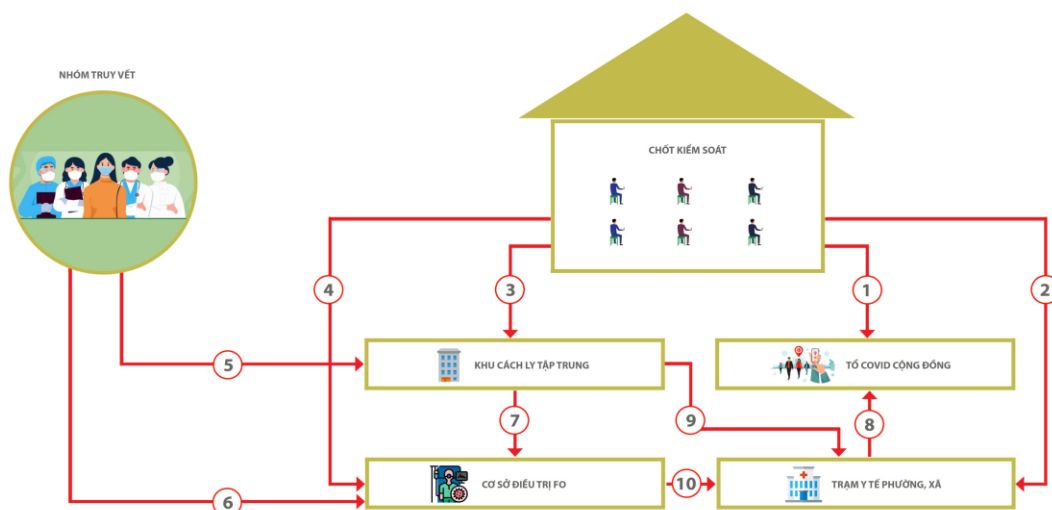 NHÓM TRUY VẾT
CHỐT KIỂM SOÁT
4
3
1
2
5
KHU CÁCH LY TẬP TRUNG
TỔ COVID CỘNG ĐỒNG
7
9
8
CƠ SỞ ĐIỀU TRỊ FO
10
TRẠM Y TẾ PHƯỜNG, XÃ
6